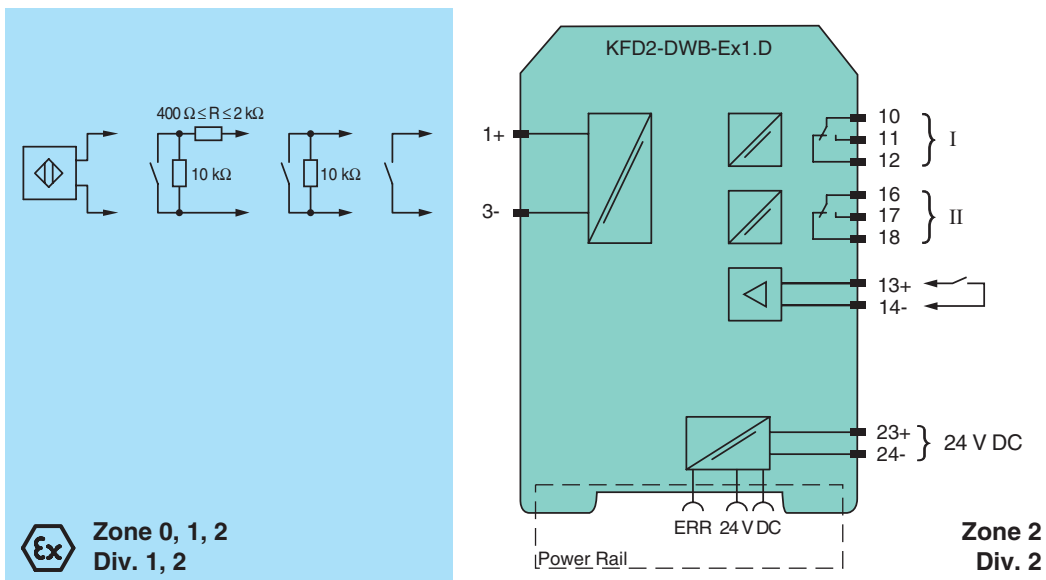 KFD2-DWB-Ex1.D
400 Ω ≤ R ≤ 2 kΩ
10 kΩ
10 kΩ
1+
3-
10
11
12
I
16
17
18
II
13+
14-
23+
24-
24 V DC
ERR 24 V DC
Power Rail
Ex
Zone 0, 1, 2
Div. 1, 2
Zone 2
Div. 2